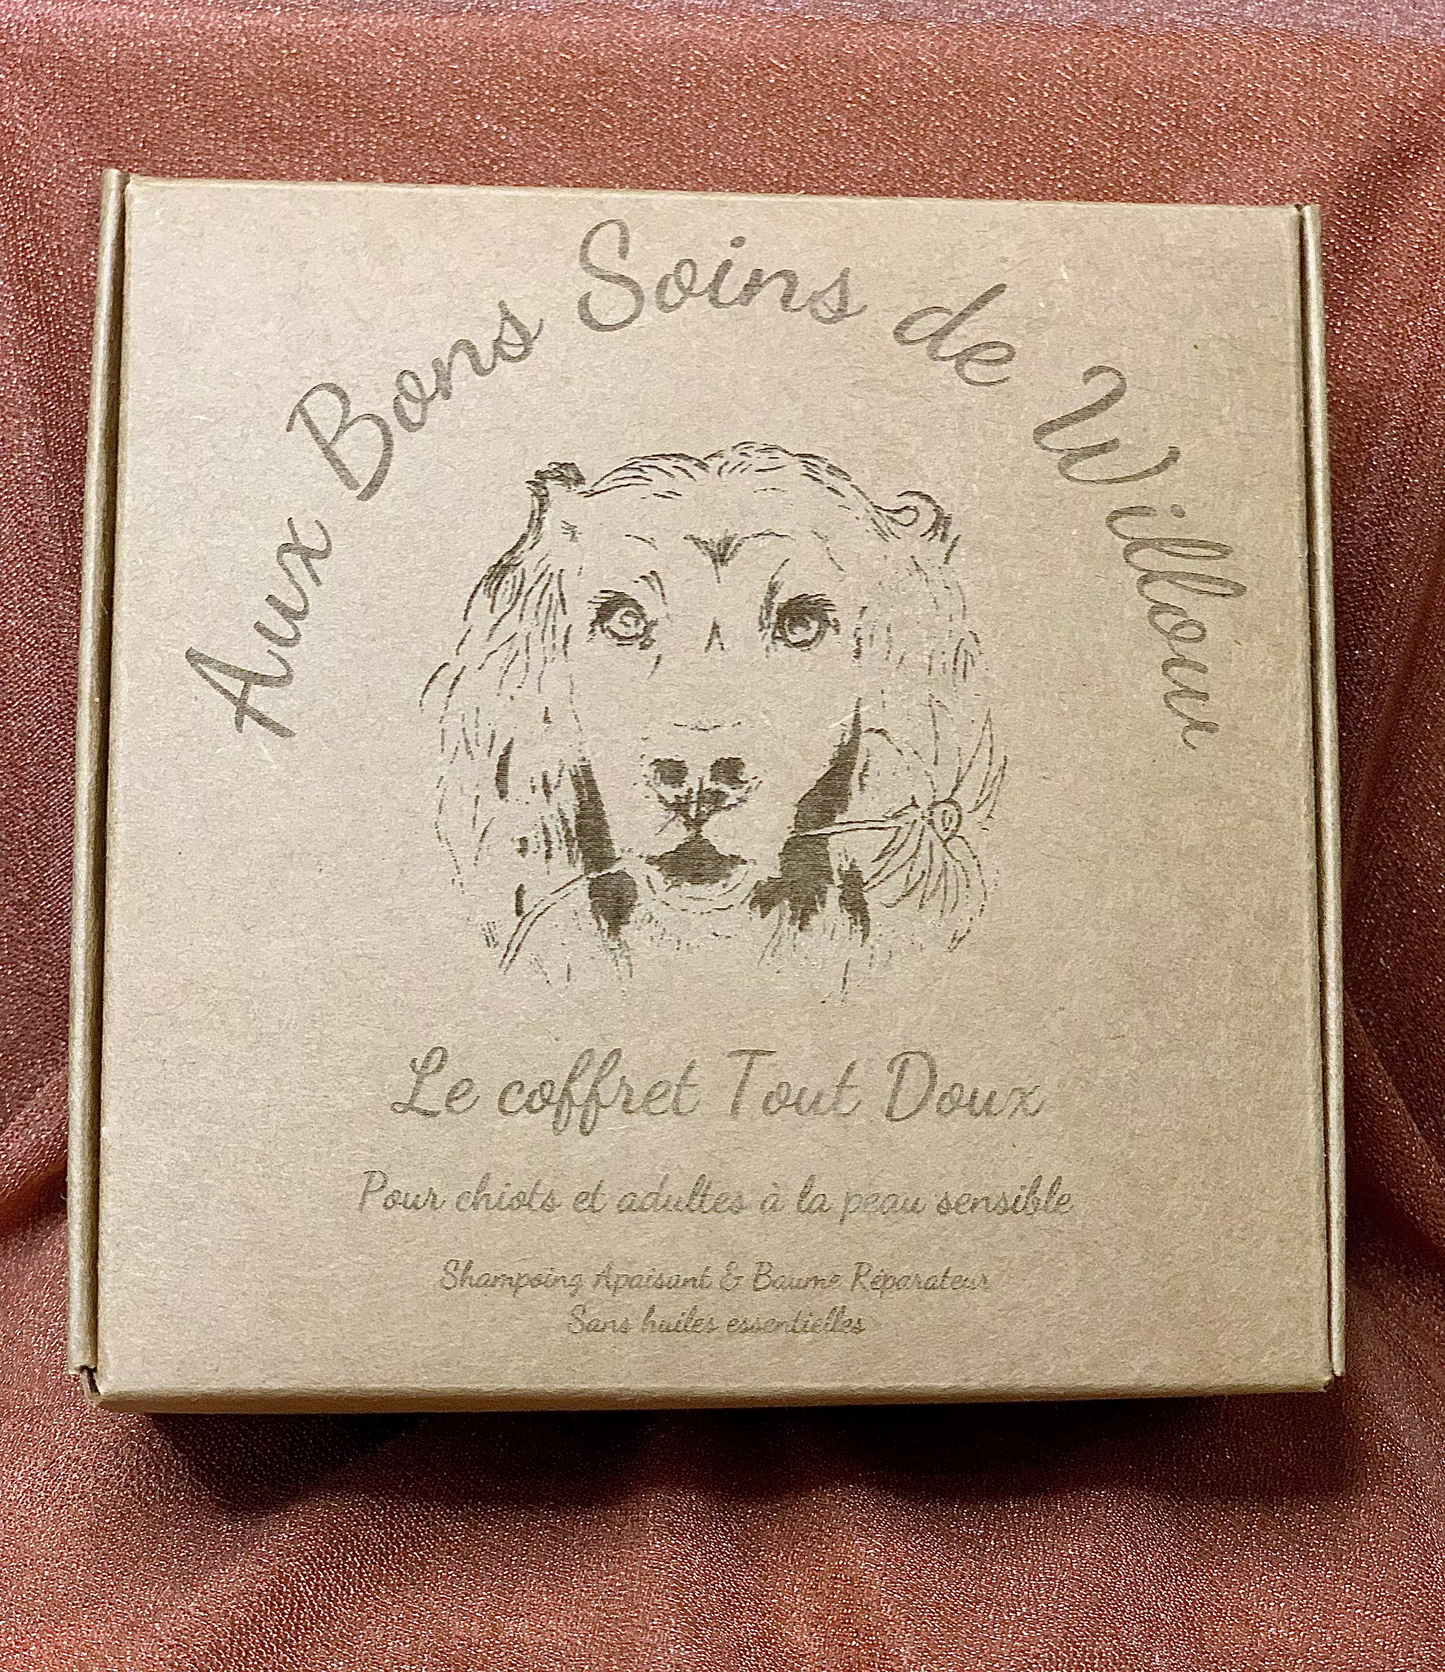 Aux Bons Soins de Willow
Le coffret Tout Doux
Pour chiots et adultes à la peau sensible
Shampoing Apaisant & Baume Réparateur
Sans huiles essentielles